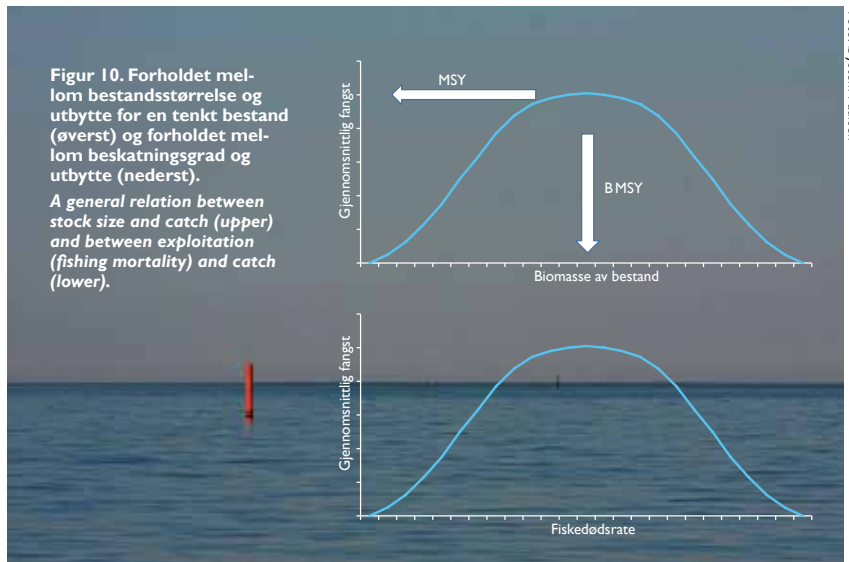 Figur 10. Forholdet mel-
lom bestandsstørrelse og
utbytte for en tenkt bestand
(øverst) og forholdet mel-
lom beskatningsgrad og
utbytte (nederst).
A general relation between
stock size and catch (upper)
and between exploitation
(fishing mortality) and catch
(lower).
Gjennomsnittlig fangst
MSY
B MSY
Biomasse av bestand
Gjennomsnittlig fangst
Fiskedødsrate